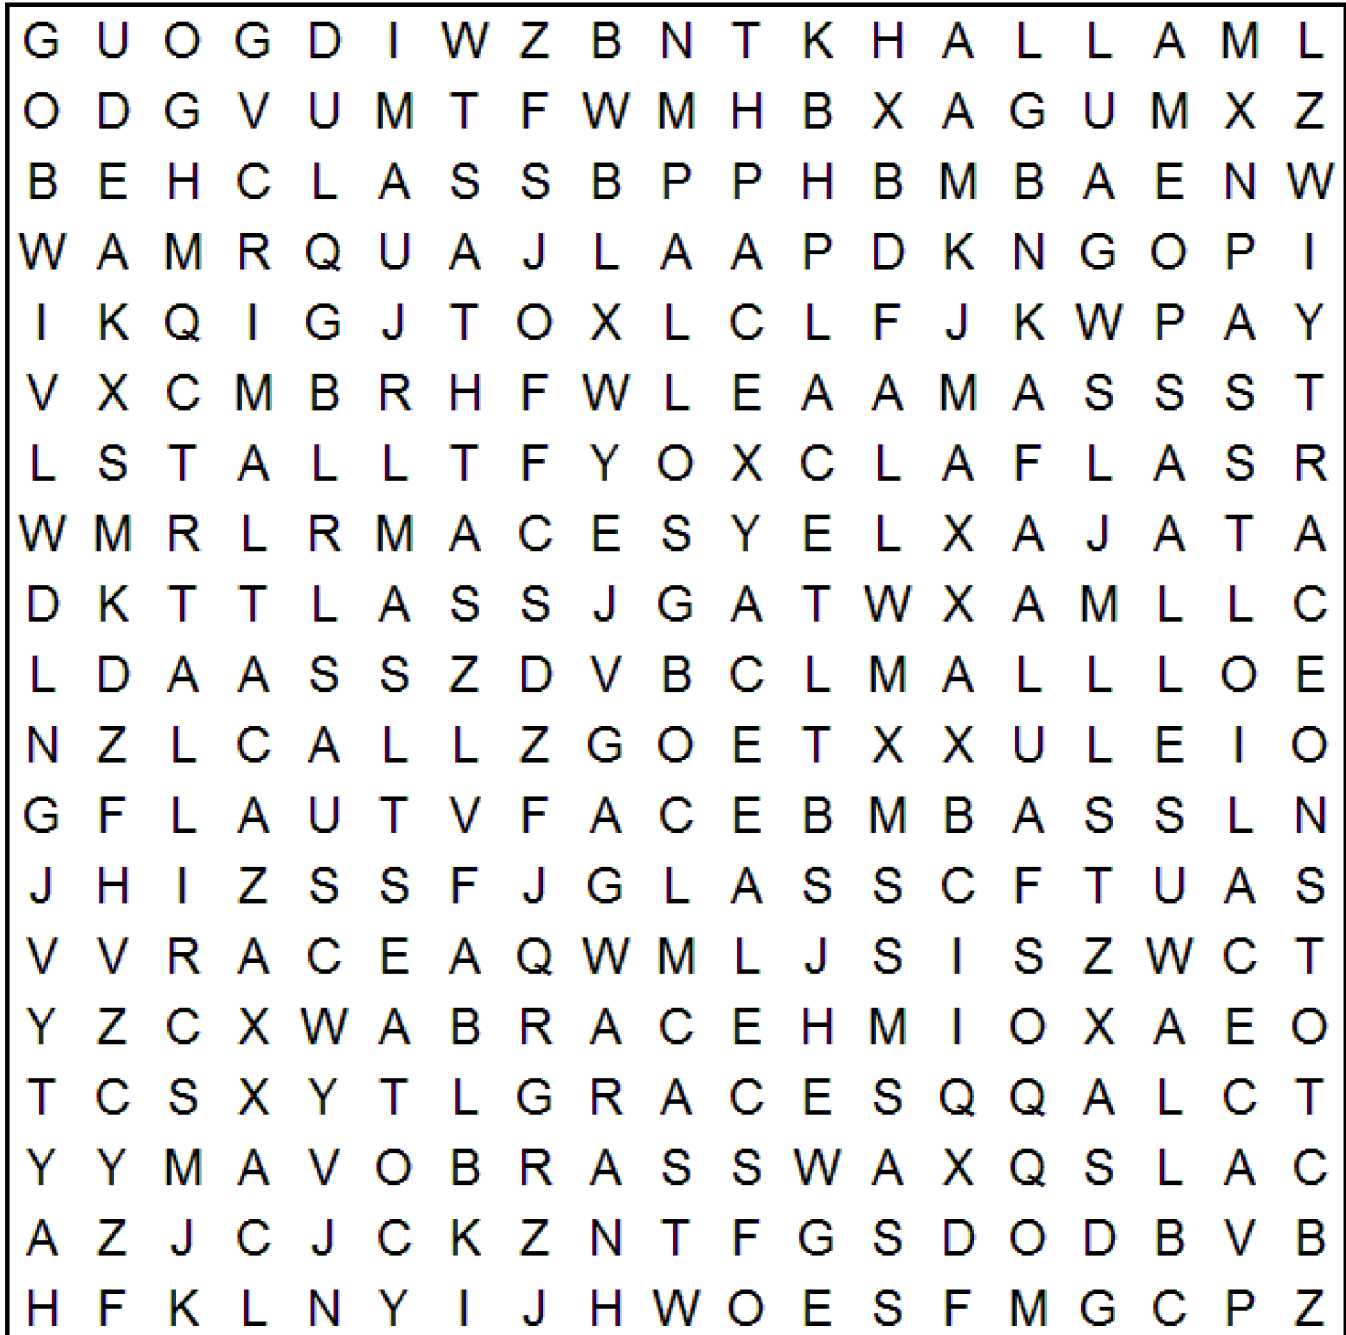 G U O G D I W Z B N T K H A L L A M L
O D G V U M T F W M H B X A G U M X Z
B E H C L A S S B P P H B M B A E N W
W A M R Q U A J L A A P D K N G O P I
I K Q I G J T O X L C L F J K W P A Y
V X C M B R H F W L E A A M A S S S T
L S T A L L T F Y O X C L A F L A S R
W M R L R M A C E S Y E L X A J A T A
D K T T L A S S J G A T W X A M L L C
L D A A S S Z D V B C L M A L L L O E
N Z L C A L L Z G O E T X X U L E I O
G F L A U T V F A C E B M B A S S L N
J H I Z S S F J G L A S S C F T U A S
V V R A C E A Q W M L J S I S Z W C T
Y Z C X W A B R A C E H M I O X A E O
T C S X Y T L G R A C E S Q Q A L C T
Y Y M A V O B R A S S W A X Q S L A C
A Z J C J C K Z N T F G S D O D B V B
H F K L N Y I J H W O E S F M G C P Z